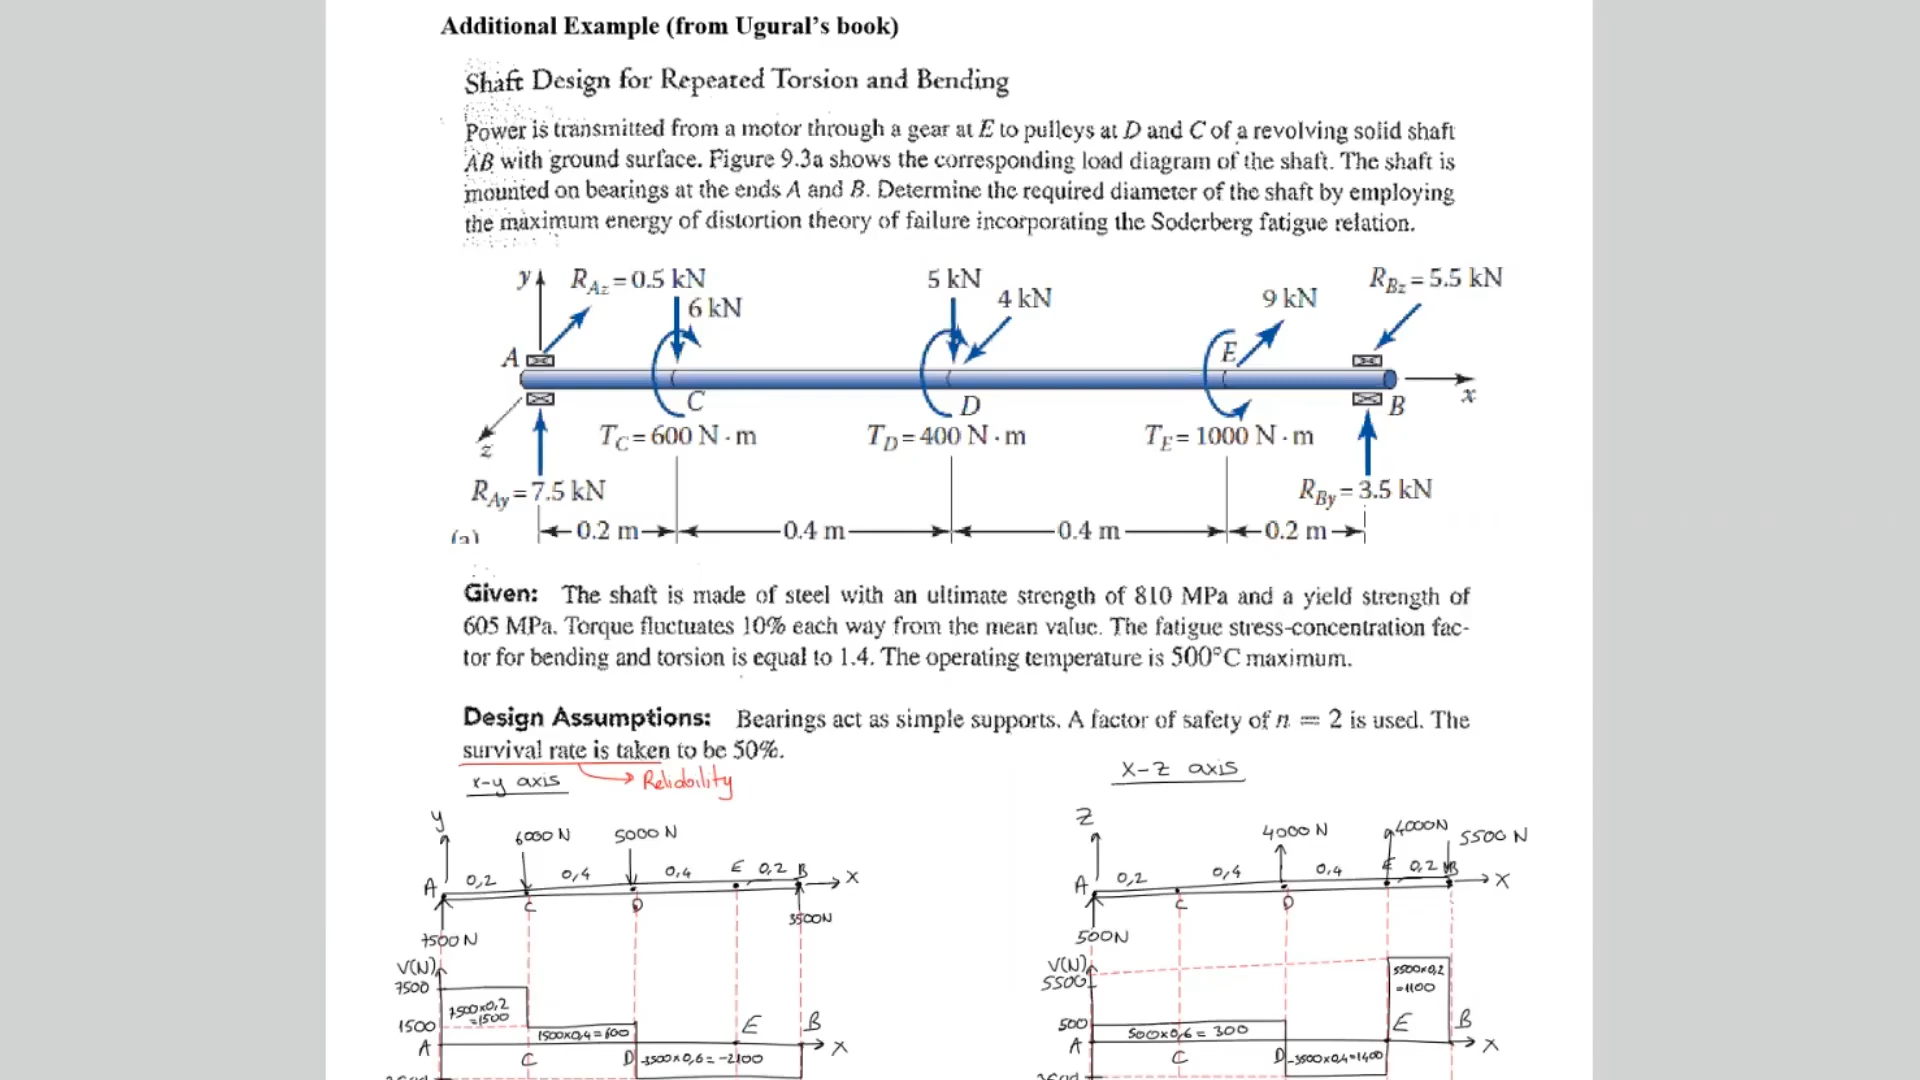 Additional Example (from Ugural's book)
Shaft Design for Repeated Torsion and Bending
Power is transmitted from a motor through a gear at E to pulleys at D and C of a revolving solid shaft
AB with ground surface. Figure 9.3a shows the corresponding load diagram of the shaft. The shaft is
mounted on bearings at the ends A and B. Determine the required diameter of the shaft by employing
the maximum energy of distortion theory of failure incorporating the Soderberg fatigue relation.
y R_Az = 0.5 kN 5 kN R_Bz = 5.5 kN
6 kN 4 kN 9 kN
A E
C D B x
z T_C = 600 N · m T_D = 400 N · m T_E = 1000 N · m
R_Ay = 7.5 kN R_By = 3.5 kN
(a) 0.2 m 0.4 m 0.4 m 0.2 m
Given: The shaft is made of steel with an ultimate strength of 810 MPa and a yield strength of
605 MPa. Torque fluctuates 10% each way from the mean value. The fatigue stress-concentration fac-
tor for bending and torsion is equal to 1.4. The operating temperature is 500°C maximum.
Design Assumptions: Bearings act as simple supports. A factor of safety of n = 2 is used. The
survival rate is taken to be 50%.
x-y axis Reliability
x-z axis
y 6000 N 5000 N
A 0,2 0,4 0,4 E 0,2 B x
C D
7500 N 3500N
V(N)
7500
7500x0,2
=1500
1500
1500x0,4=600
E B
A C D -3500x0,6=-2100 x
z 4000 N 4000N 5500 N
A 0,2 0,4 0,4 E 0,2 B x
C D
500N
V(N)
5500
5500x0,2
=1100
500
500x0,6=300
E B
A C D -3500x0,4=1400 x